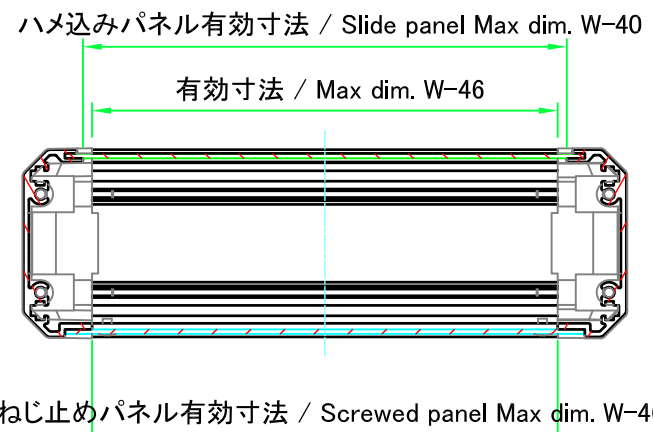 ハメ込みパネル有効寸法 / Slide panel Max dim. W-40
有効寸法 / Max dim. W-46
ねじ止めパネル有効寸法 / Screwed panel Max dim. W-46